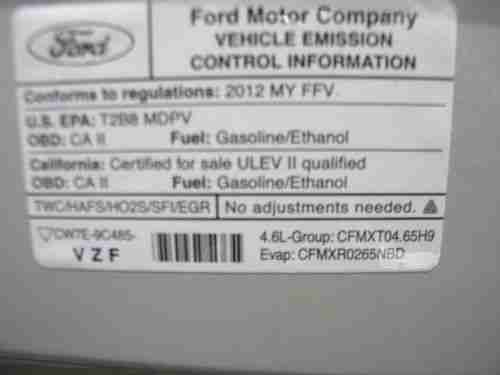 Ford
Ford Motor Company
VEHICLE EMISSION
CONTROL INFORMATION
Conforms to regulations: 2012 MY FFV
U.S. EPA: T2B8 MDPV
OBD: CA II Fuel: Gasoline/Ethanol
California: Certified for sale ULEV II qualified
OBD: CA II Fuel: Gasoline/Ethanol
TWC/HAFS/HO2S/SFI/EGR No adjustments needed.
CW7E-9C485-
VZF
4.6L-Group: CFMXT04.65H9
Evap: CFMXR0265NBD